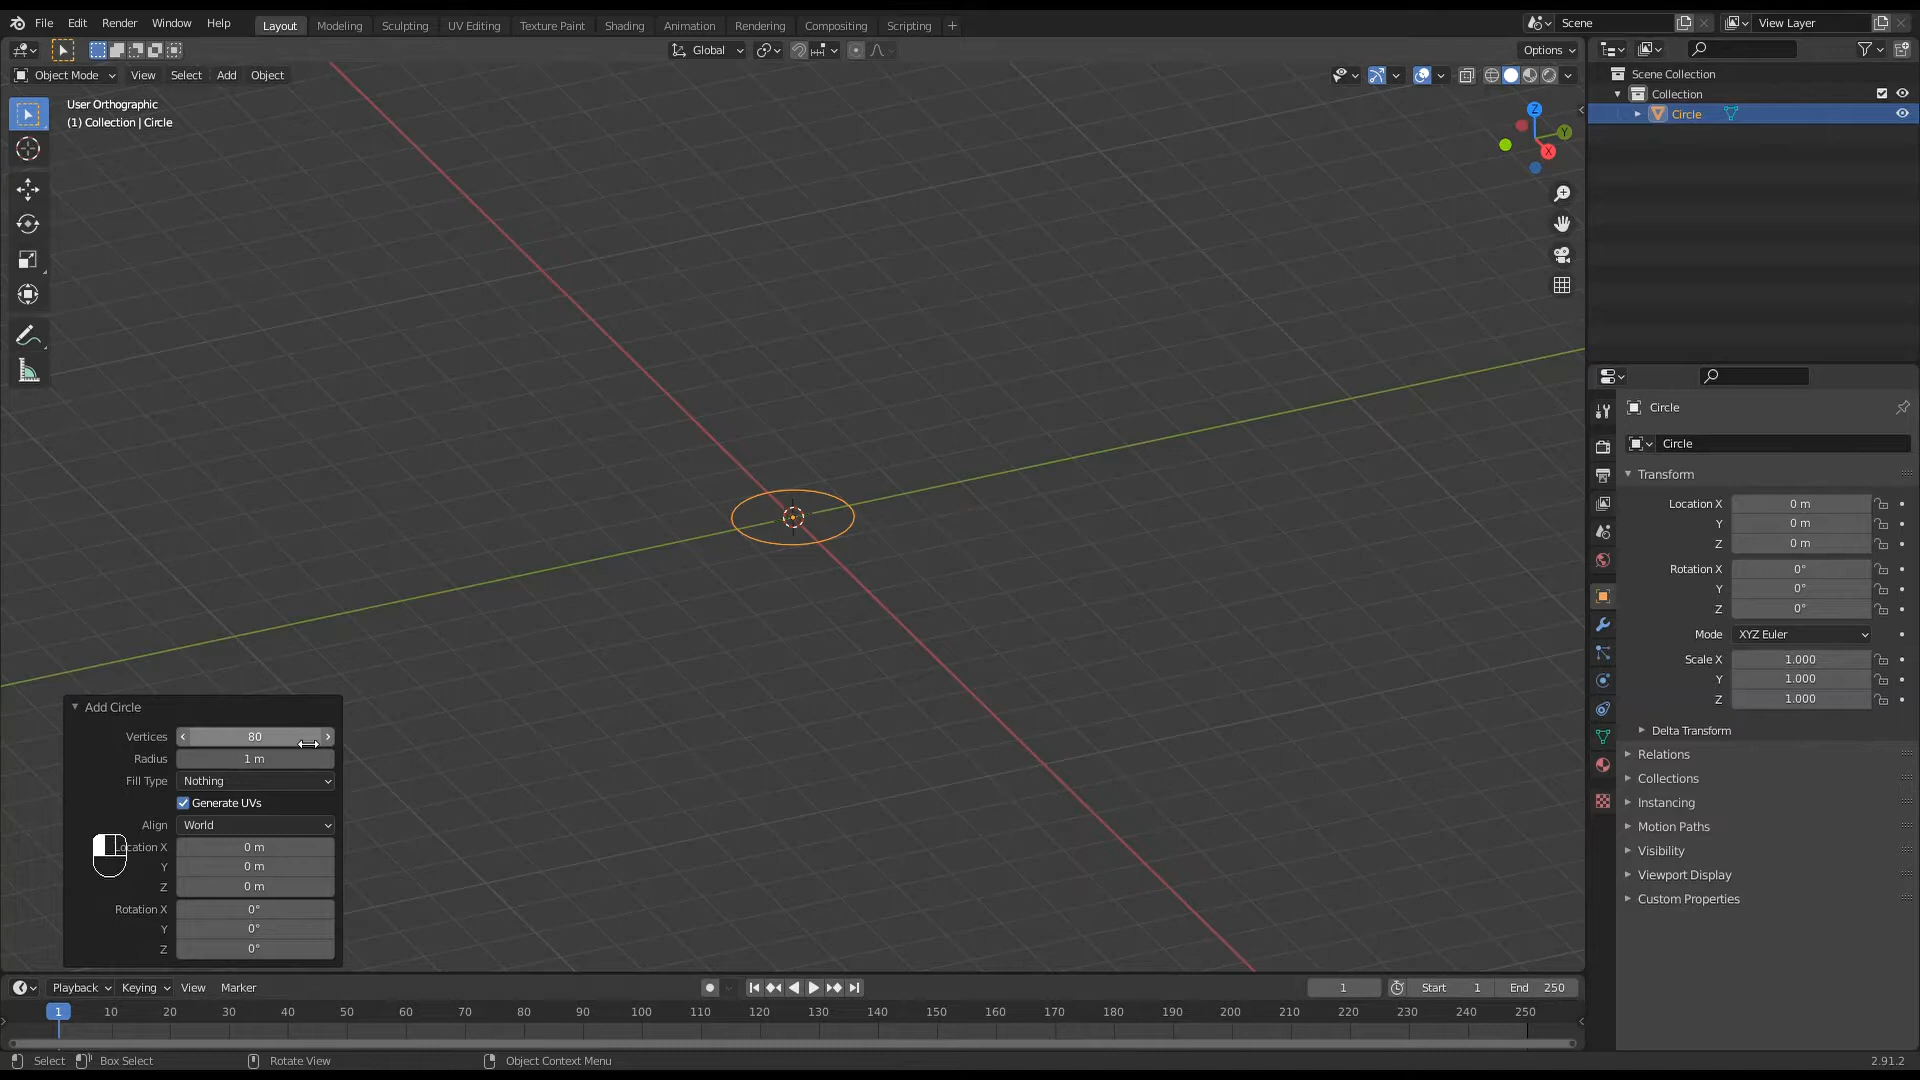 File Edit Render Window Help Layout Modeling Sculpting UV Editing Texture Paint Shading Animation Rendering Compositing Scripting + Scene View Layer
Global Options
Object Mode View Select Add Object
User Orthographic
(1) Collection | Circle
Z
Y
X
Scene Collection
Collection
Circle
Circle
Circle
Transform
Location X 0 m
Y 0 m
Z 0 m
Rotation X 0°
Y 0°
Z 0°
Mode XYZ Euler
Scale X 1.000
Y 1.000
Z 1.000
Delta Transform
Relations
Collections
Instancing
Motion Paths
Visibility
Viewport Display
Custom Properties
Add Circle
Vertices 80
Radius 1 m
Fill Type Nothing
Generate UVs
Align World
ocation X 0 m
Y 0 m
Z 0 m
Rotation X 0°
Y 0°
Z 0°
Playback Keying View Marker 1 Start 1 End 250
1 10 20 30 40 50 60 70 80 90 100 110 120 130 140 150 160 170 180 190 200 210 220 230 240 250
Select Box Select Rotate View Object Context Menu 2.91.2